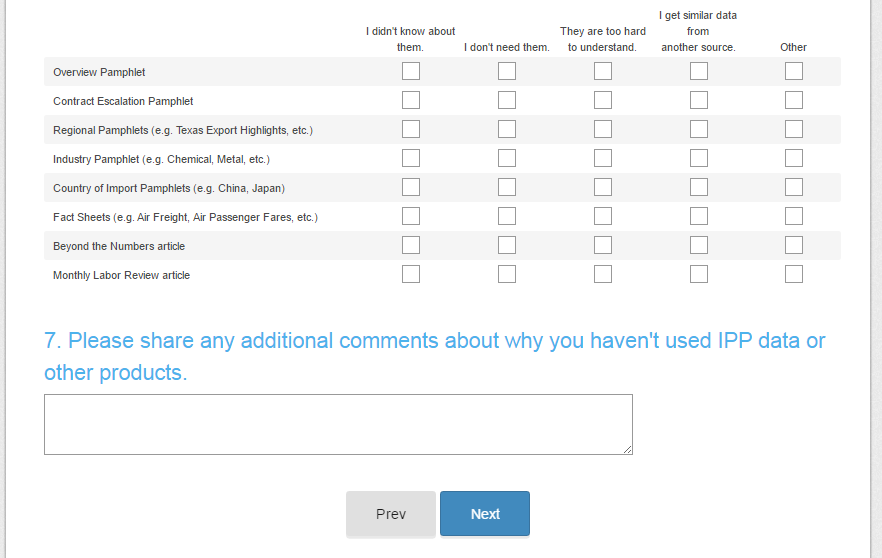 I didn't know about them.
I don't need them.
They are too hard to understand.
I get similar data from another source.
Other
Overview Pamphlet
Contract Escalation Pamphlet
Regional Pamphlets (e.g. Texas Export Highlights, etc.)
Industry Pamphlet (e.g. Chemical, Metal, etc.)
Country of Import Pamphlets (e.g. China, Japan)
Fact Sheets (e.g. Air Freight, Air Passenger Fares, etc.)
Beyond the Numbers article
Monthly Labor Review article
7. Please share any additional comments about why you haven't used IPP data or
other products.
Prev
Next